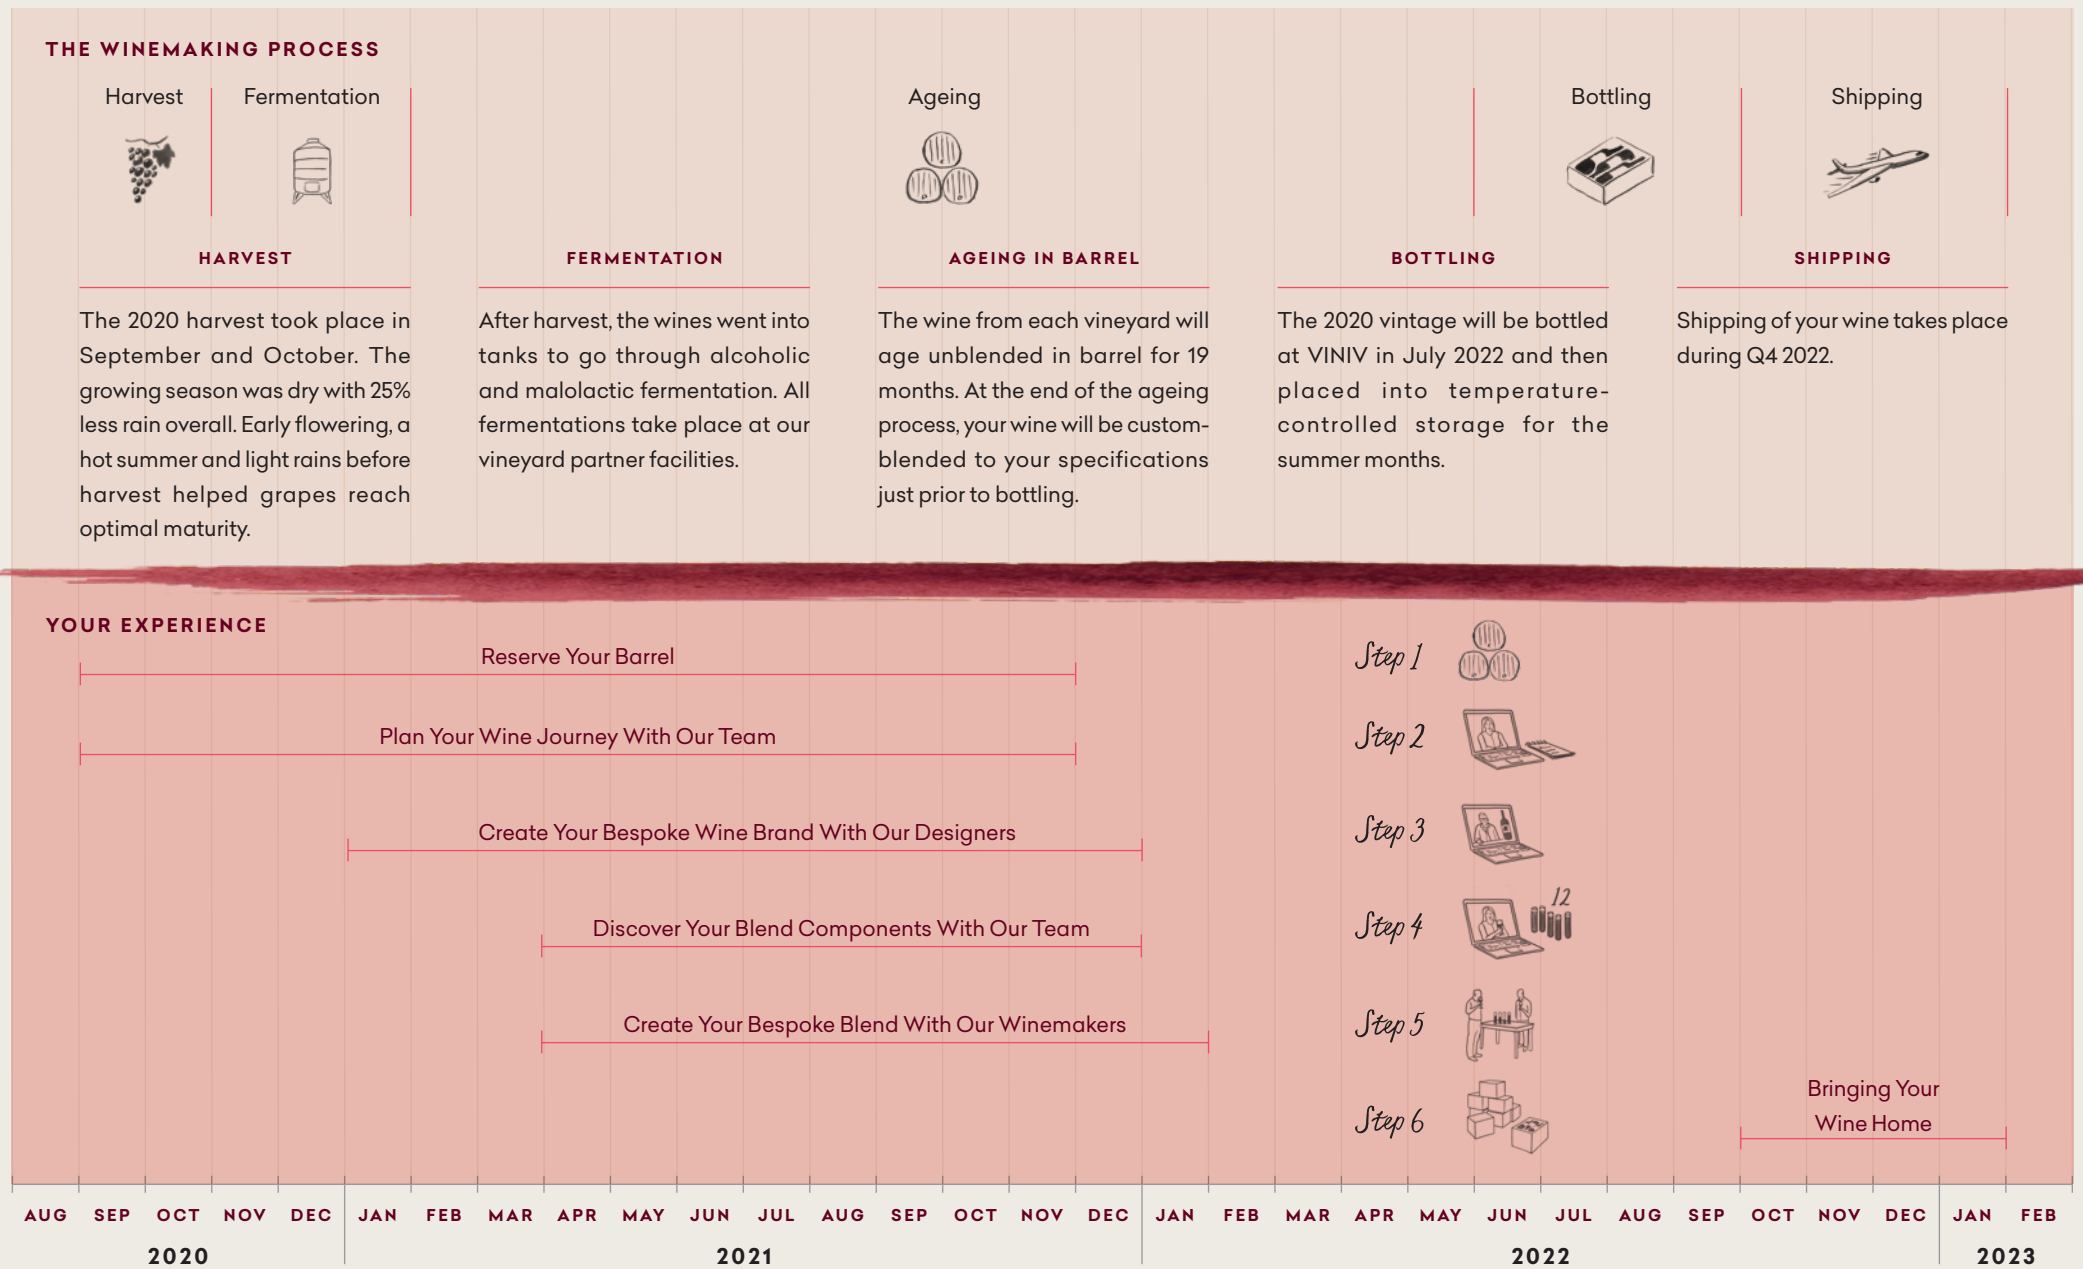 THE WINEMAKING PROCESS
Harvest
Fermentation
Ageing
Bottling
Shipping
HARVEST
The 2020 harvest took place in
September and October. The
growing season was dry with 25%
less rain overall. Early flowering, a
hot summer and light rains before
harvest helped grapes reach
optimal maturity.
FERMENTATION
After harvest, the wines went into
tanks to go through alcoholic
and malolactic fermentation. All
fermentations take place at our
vineyard partner facilities.
AGEING IN BARREL
The wine from each vineyard will
age unblended in barrel for 19
months. At the end of the ageing
process, your wine will be custom-
blended to your specifications
just prior to bottling.
BOTTLING
The 2020 vintage will be bottled
at VINIV in July 2022 and then
placed into temperature-
controlled storage for the
summer months.
SHIPPING
Shipping of your wine takes place
during Q4 2022.
YOUR EXPERIENCE
Reserve Your Barrel
Step 1
Plan Your Wine Journey With Our Team
Step 2
Create Your Bespoke Wine Brand With Our Designers
Step 3
Discover Your Blend Components With Our Team
Step 4
12
Create Your Bespoke Blend With Our Winemakers
Step 5
Step 6
Bringing Your
Wine Home
AUG SEP OCT NOV DEC JAN FEB MAR APR MAY JUN JUL AUG SEP OCT NOV DEC JAN FEB MAR APR MAY JUN JUL AUG SEP OCT NOV DEC JAN FEB
2020 2021 2022 2023